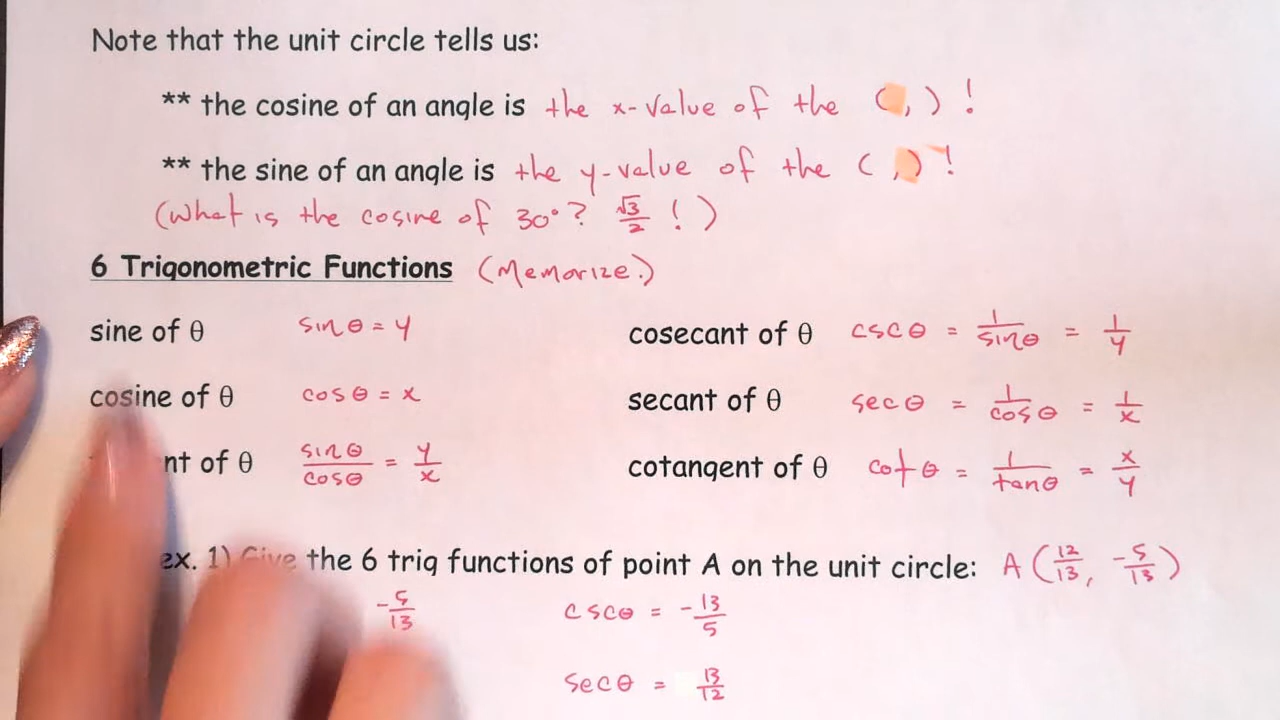 Note that the unit circle tells us:
** the cosine of an angle is the x-value of the ( , ) !
** the sine of an angle is the y-value of the ( , ) !
(What is the cosine of 30°? √3/2 ! )
6 Trigonometric Functions (Memorize.)
sine of θ sin θ = y cosecant of θ csc θ = 1/sin θ = 1/y
cosine of θ cos θ = x secant of θ sec θ = 1/cos θ = 1/x
nt of θ sin θ/cos θ = y/x cotangent of θ cot θ = 1/tan θ = x/y
ex. 1) Give the 6 trig functions of point A on the unit circle: A (12/13, -5/13)
-5/13 csc θ = -13/5
sec θ = 13/12